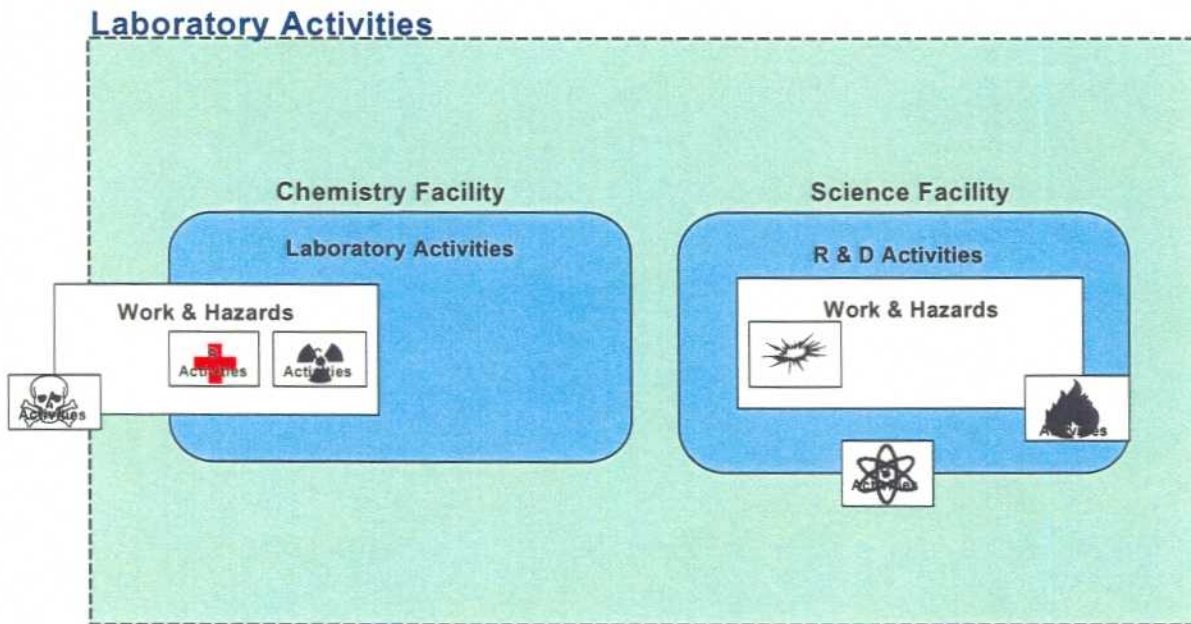 Laboratory Activities
Chemistry Facility
Science Facility
Laboratory Activities
R & D Activities
Work & Hazards
Work & Hazards
B
Activities
C
Activities
A
Activities
Activities
Activities